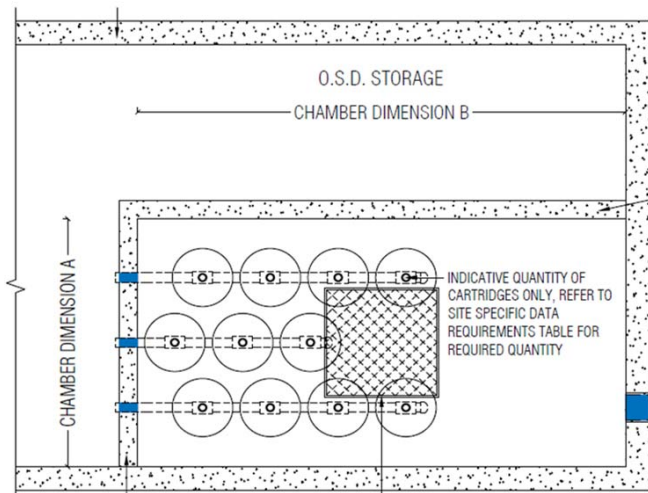 O.S.D. STORAGE
CHAMBER DIMENSION B
CHAMBER DIMENSION A
INDICATIVE QUANTITY OF
CARTRIDGES ONLY, REFER TO
SITE SPECIFIC DATA
REQUIREMENTS TABLE FOR
REQUIRED QUANTITY